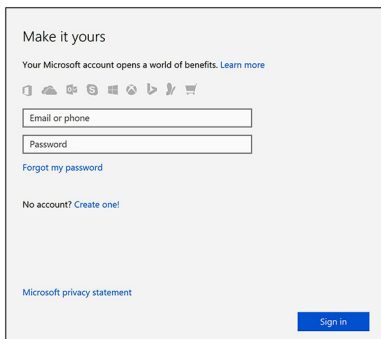 Make it yours
Your Microsoft account opens a world of benefits. Learn more
Email or phone
Password
Forgot my password
No account? Create one!
Microsoft privacy statement
Sign in